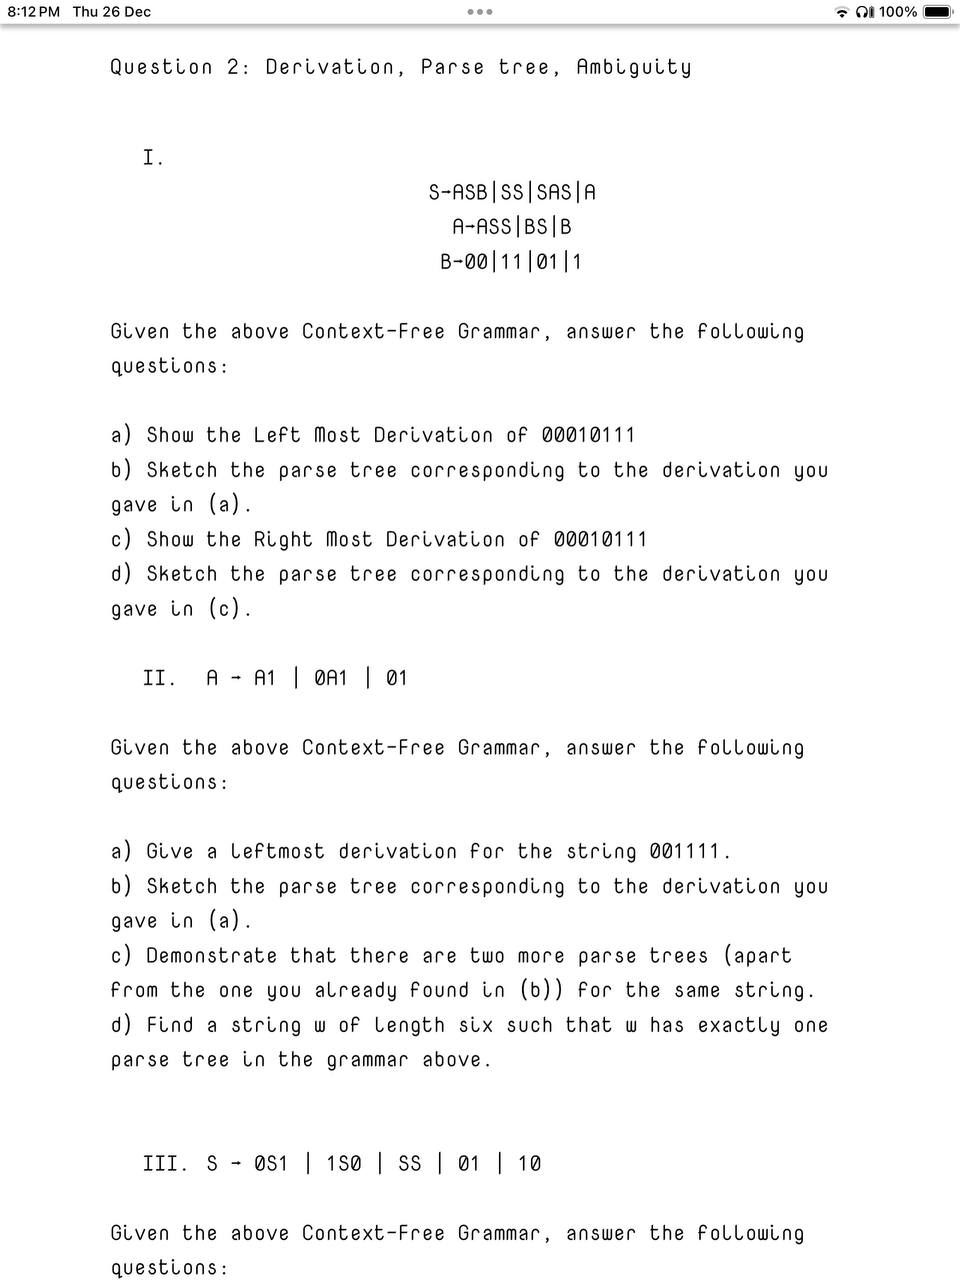 8:12 PM Thu 26 Dec
100%
Question 2: Derivation, Parse tree, Ambiguity
I.
S→ASB|SS|SAS|A
A→ASS|BS|B
B→00|11|01|1
Given the above Context-Free Grammar, answer the following
questions:
a) Show the Left Most Derivation of 00010111
b) Sketch the parse tree corresponding to the derivation you
gave in (a).
c) Show the Right Most Derivation of 00010111
d) Sketch the parse tree corresponding to the derivation you
gave in (c).
II. A → A1 | 0A1 | 01
Given the above Context-Free Grammar, answer the following
questions:
a) Give a leftmost derivation for the string 001111.
b) Sketch the parse tree corresponding to the derivation you
gave in (a).
c) Demonstrate that there are two more parse trees (apart
from the one you already found in (b)) for the same string.
d) Find a string w of length six such that w has exactly one
parse tree in the grammar above.
III. S → 0S1 | 1S0 | SS | 01 | 10
Given the above Context-Free Grammar, answer the following
questions: